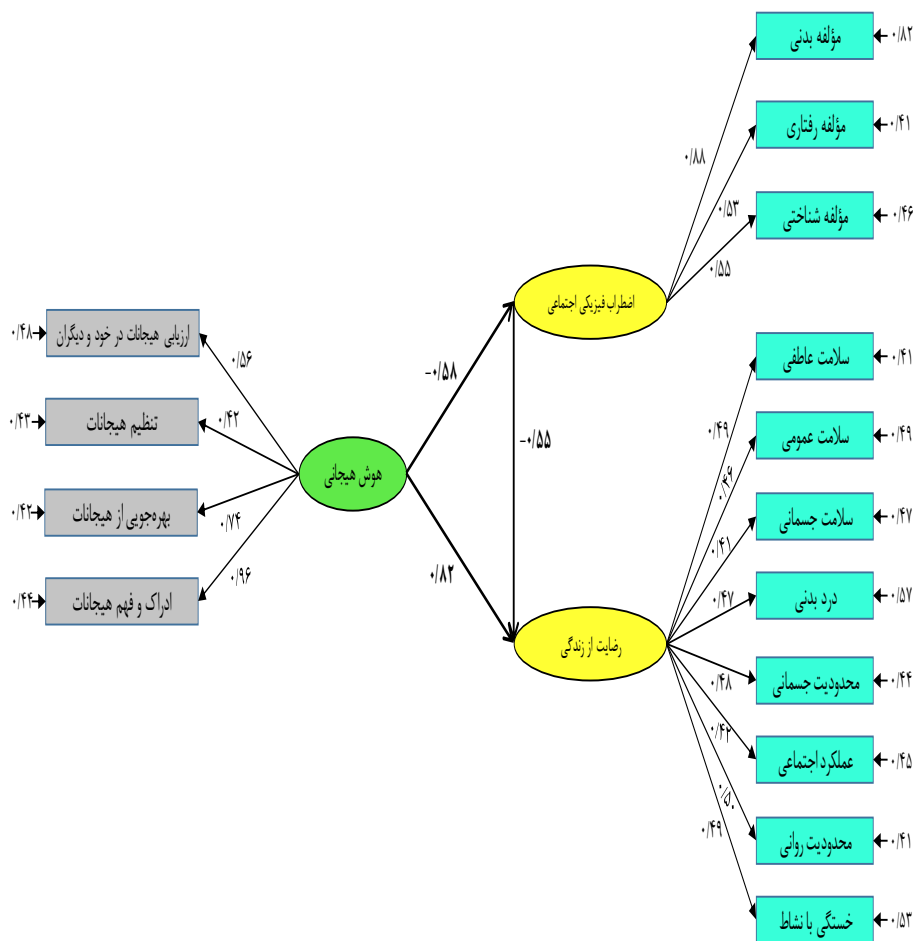 مؤلفه بدنی
۰/۸۲
مؤلفه رفتاری
۰/۴۱
۰/۸۸
۰/۵۳
مؤلفه شناختی
۰/۴۶
۰/۵۵
اضطراب فیزیکی اجتماعی
ارزیابی هیجانات در خود و دیگران
۰/۴۸
۰/۵۶
سلامت عاطفی
۰/۴۱
-۰/۵۸
تنظیم هیجانات
۰/۴۳
۰/۴۲
۰/۴۹
سلامت عمومی
۰/۴۹
-۰/۵۵
هوش هیجانی
۰/۴۶
بهره‌جویی از هیجانات
۰/۴۲
۰/۷۴
سلامت جسمانی
۰/۴۷
۰/۴۱
۰/۹۶
۰/۸۲
ادراک و فهم هیجانات
۰/۴۴
درد بدنی
۰/۵۷
۰/۴۷
رضایت از زندگی
محدودیت جسمانی
۰/۴۴
۰/۴۸
۰/۴۲
عملکرد اجتماعی
۰/۴۵
۰/۵۰
۰/۴۹
محدودیت روانی
۰/۴۱
خستگی با نشاط
۰/۵۳